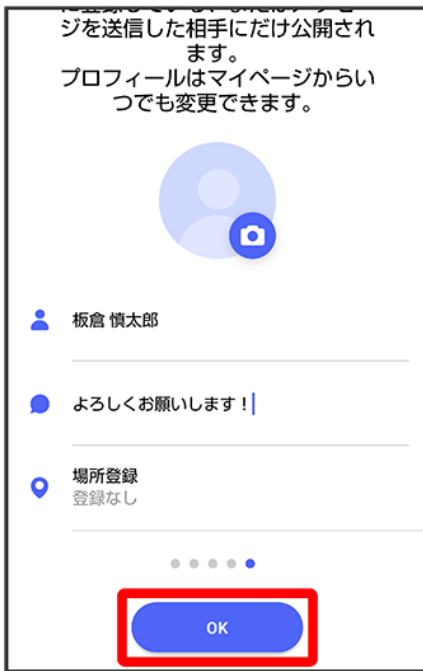 ジを送信した相手にだけ公開され
ます。
プロフィールはマイページからい
つでも変更できます。
板倉 慎太郎
よろしくお願いします！
場所登録
登録なし
OK